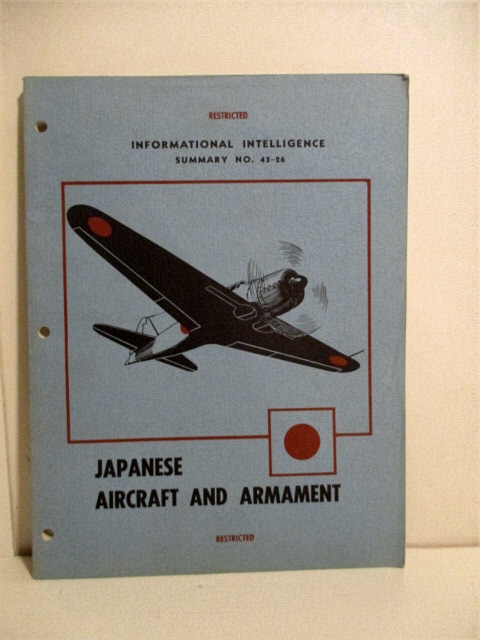 RESTRICTED
INFORMATIONAL INTELLIGENCE
SUMMARY NO. 43-26
JAPANESE
AIRCRAFT AND ARMAMENT
RESTRICTED